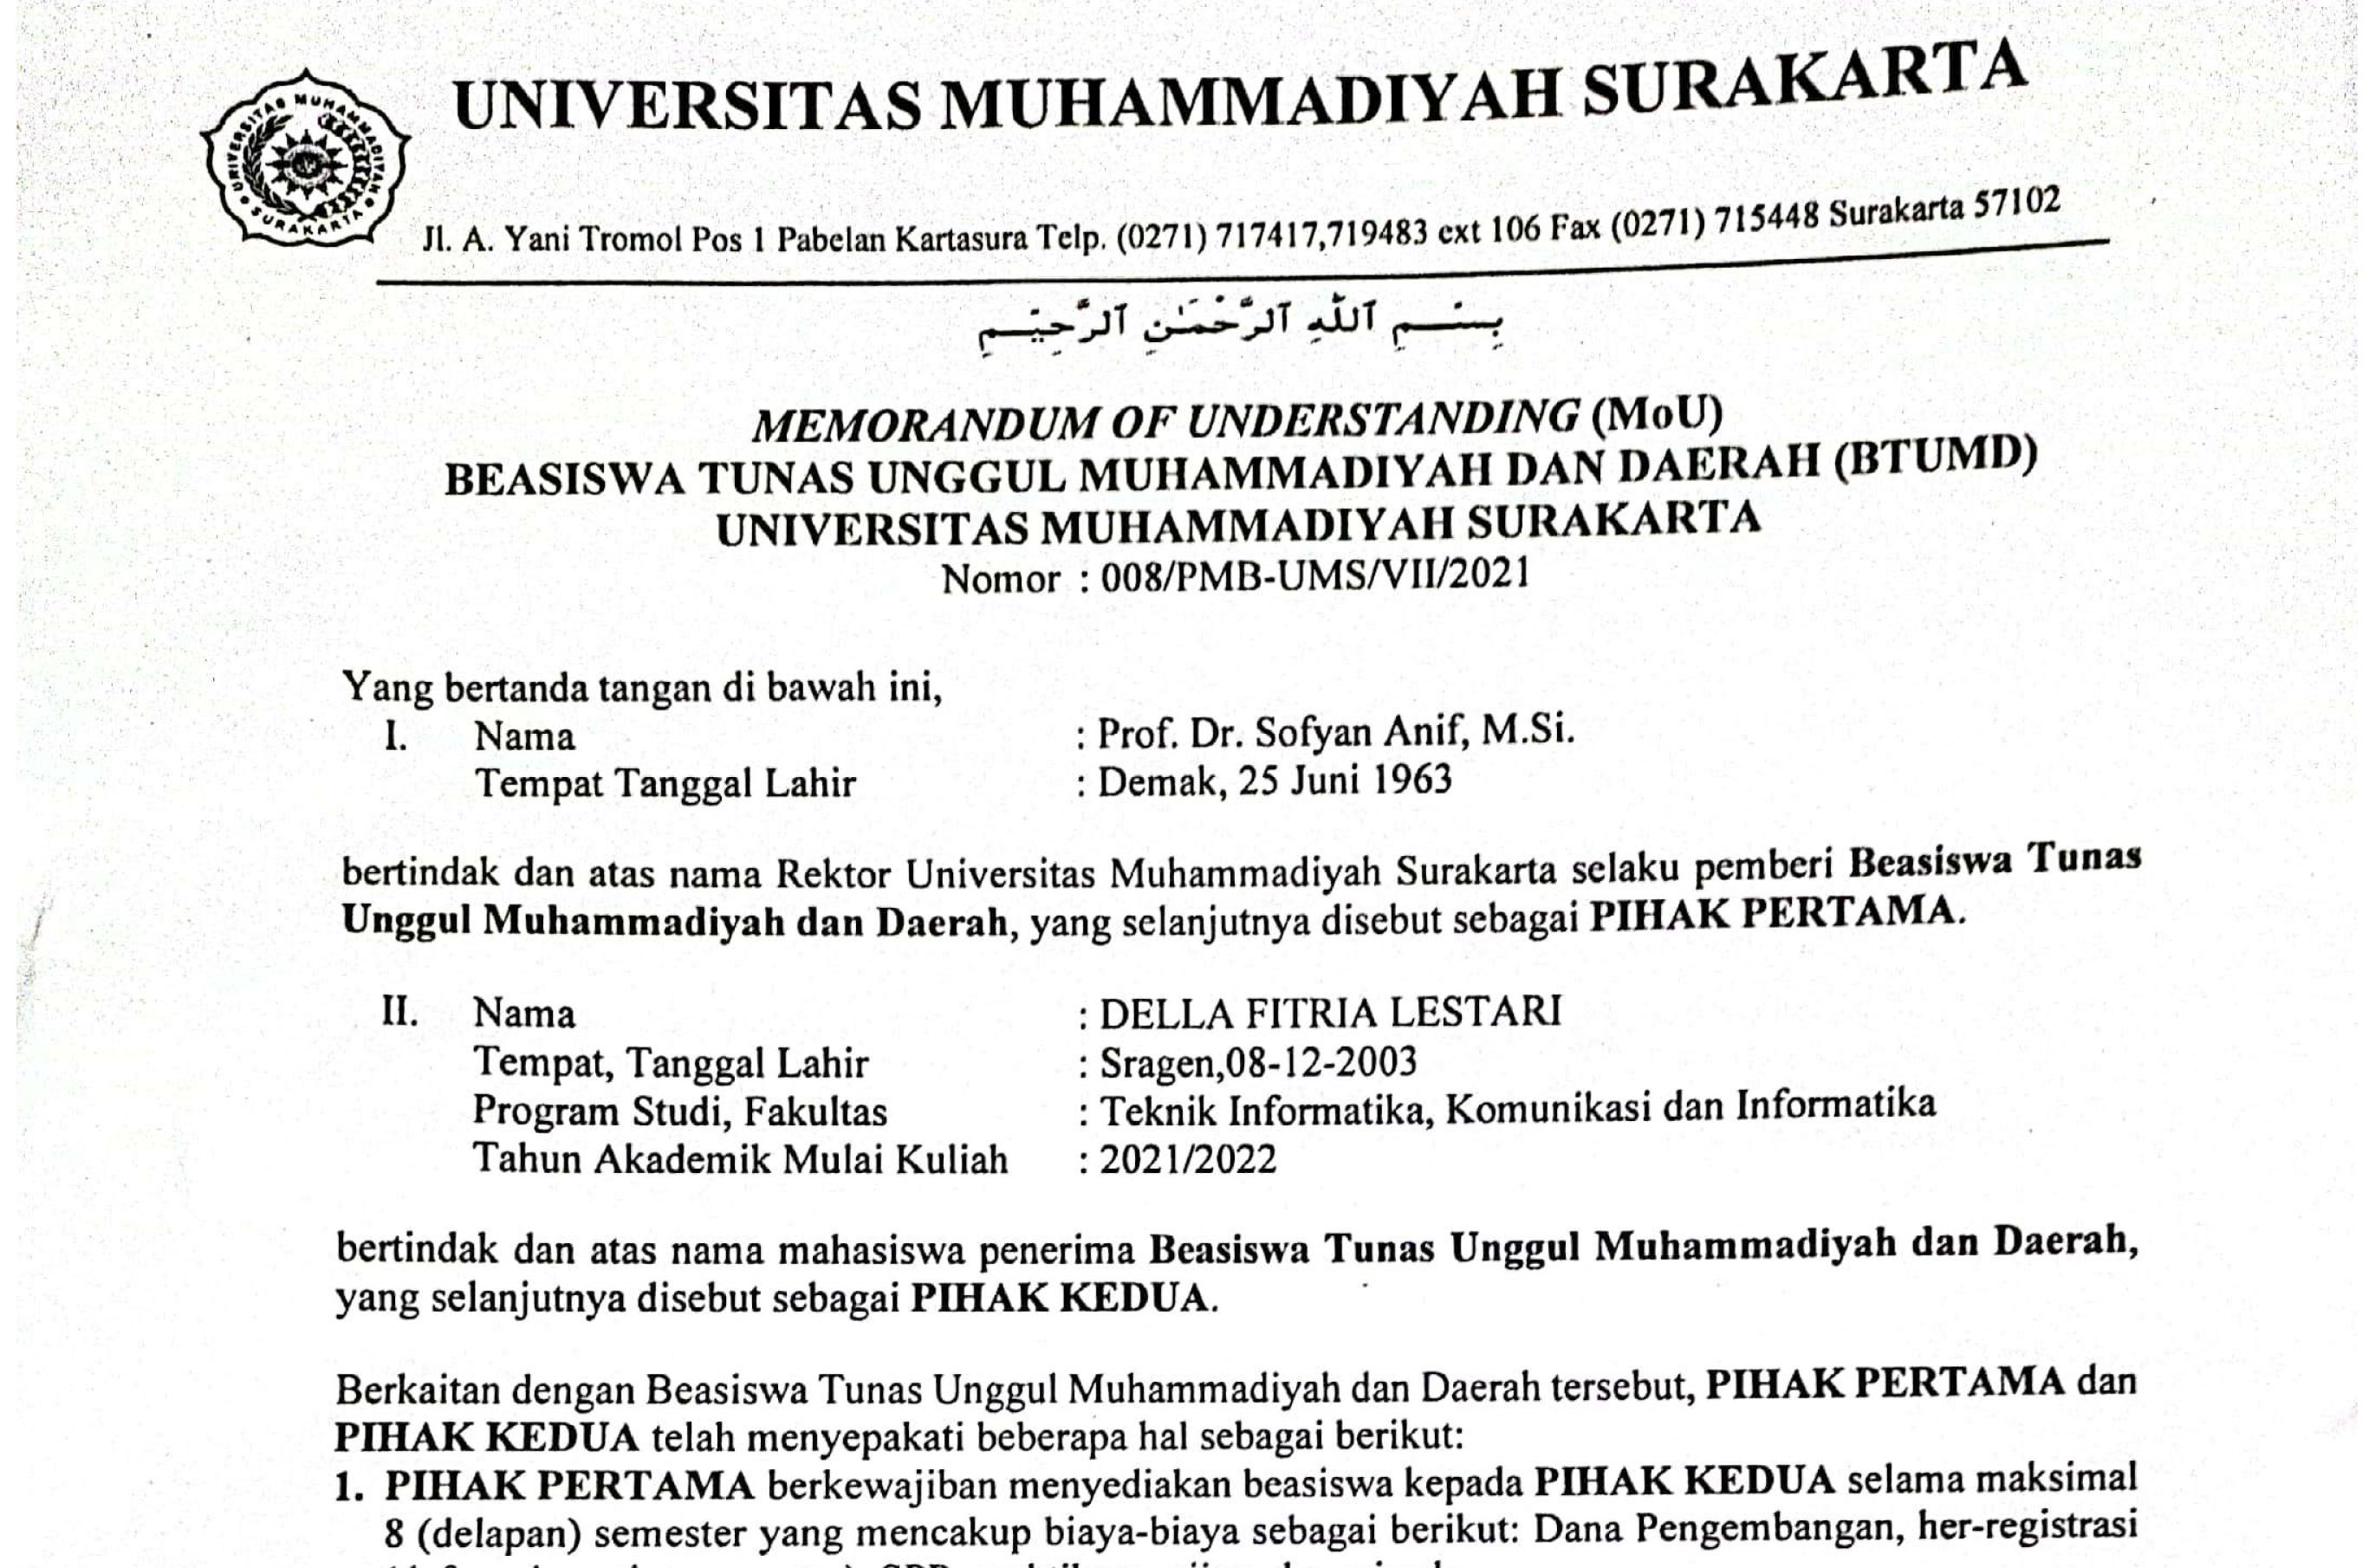 UNIVERSITAS MUHAMMADIYAH SURAKARTA
UNIVERSITAS MUHAMMADIYAH
SURAKARTA
Jl. A. Yani Tromol Pos 1 Pabelan Kartasura Telp. (0271) 717417,719483 ext 106 Fax (0271) 715448 Surakarta 57102
بِسْمِ ٱللَّهِ ٱلرَّحْمَـٰنِ ٱلرَّحِيْمِ
MEMORANDUM OF UNDERSTANDING (MoU)
BEASISWA TUNAS UNGGUL MUHAMMADIYAH DAN DAERAH (BTUMD)
UNIVERSITAS MUHAMMADIYAH SURAKARTA
Nomor : 008/PMB-UMS/VII/2021
Yang bertanda tangan di bawah ini,
I. Nama : Prof. Dr. Sofyan Anif, M.Si.
Tempat Tanggal Lahir : Demak, 25 Juni 1963
bertindak dan atas nama Rektor Universitas Muhammadiyah Surakarta selaku pemberi Beasiswa Tunas
Unggul Muhammadiyah dan Daerah, yang selanjutnya disebut sebagai PIHAK PERTAMA.
II. Nama : DELLA FITRIA LESTARI
Tempat, Tanggal Lahir : Sragen,08-12-2003
Program Studi, Fakultas : Teknik Informatika, Komunikasi dan Informatika
Tahun Akademik Mulai Kuliah : 2021/2022
bertindak dan atas nama mahasiswa penerima Beasiswa Tunas Unggul Muhammadiyah dan Daerah,
yang selanjutnya disebut sebagai PIHAK KEDUA.
Berkaitan dengan Beasiswa Tunas Unggul Muhammadiyah dan Daerah tersebut, PIHAK PERTAMA dan
PIHAK KEDUA telah menyepakati beberapa hal sebagai berikut:
1. PIHAK PERTAMA berkewajiban menyediakan beasiswa kepada PIHAK KEDUA selama maksimal
8 (delapan) semester yang mencakup biaya-biaya sebagai berikut: Dana Pengembangan, her-registrasi